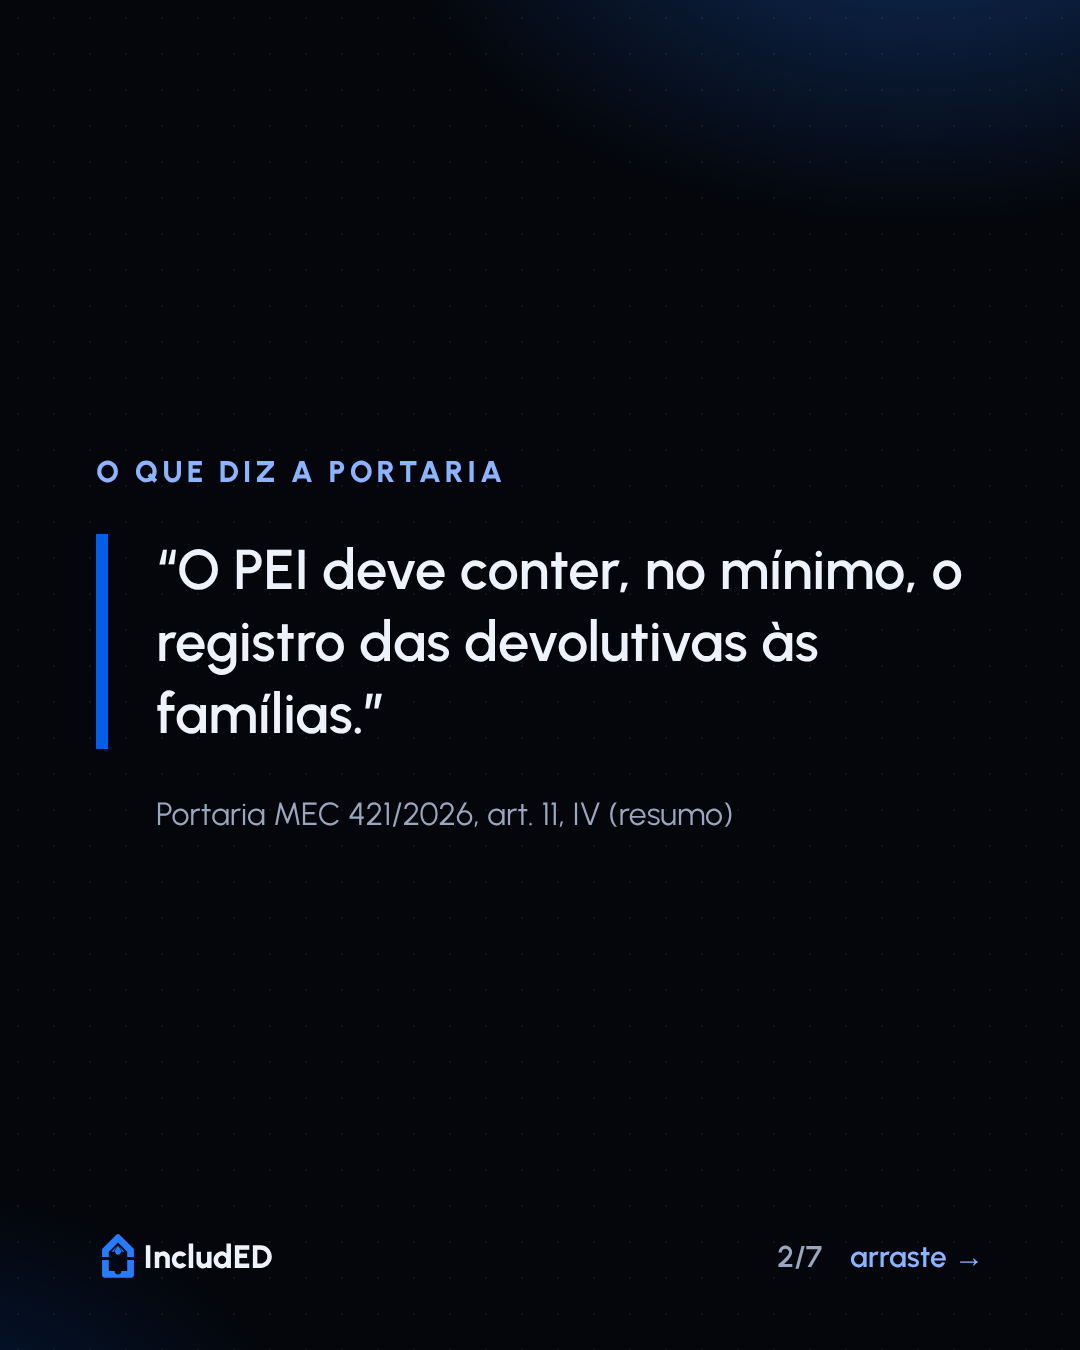 O QUE DIZ A PORTARIA
“O PEI deve conter, no mínimo, o
registro das devolutivas às
famílias.”
Portaria MEC 421/2026, art. 11, IV (resumo)
IncludED
2/7 arraste →